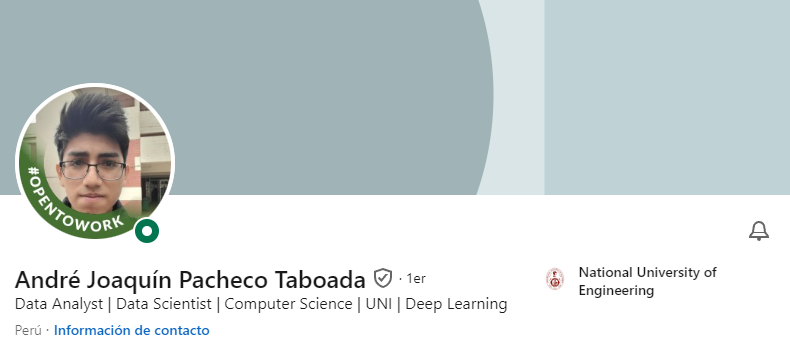 #OPENTOWORK
André Joaquín Pacheco Taboada · 1er
Data Analyst | Data Scientist | Computer Science | UNI | Deep Learning
Perú · Información de contacto
National University of
Engineering